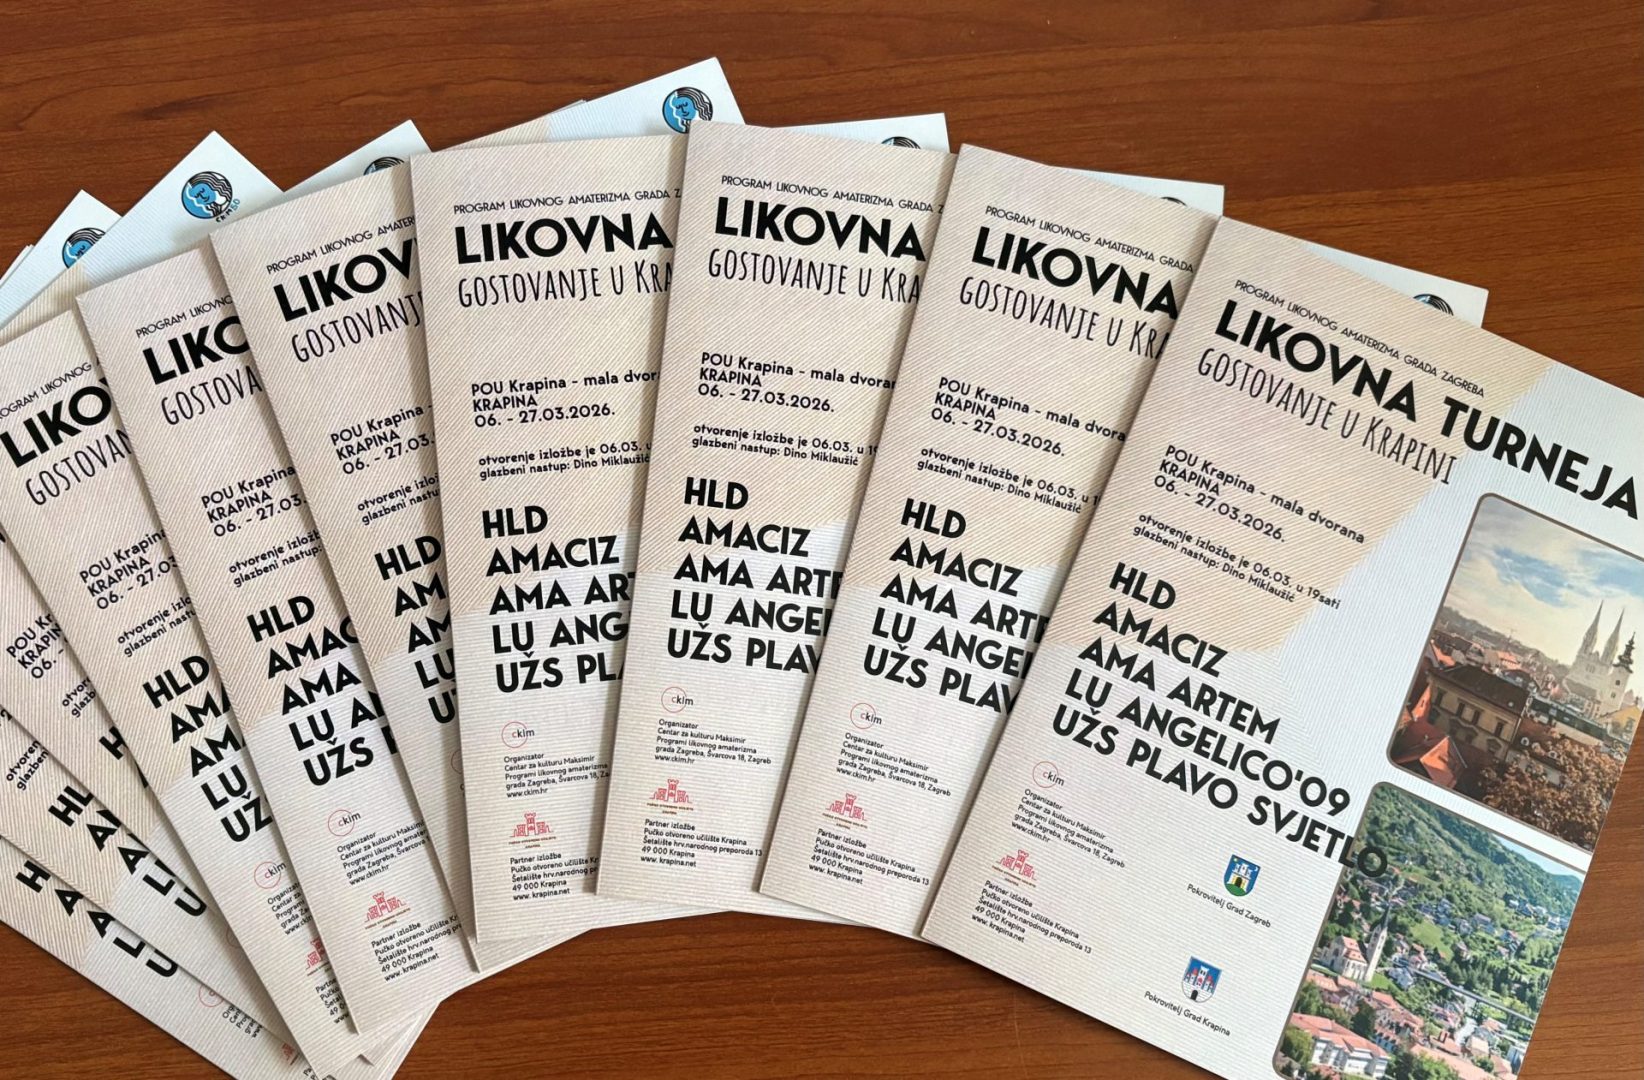 PROGRAM LIKOVNOG AMATERIZMA GRADA ZAGREBA
LIKOVNA TURNEJA
GOSTOVANJE U KRAPINI
POU Krapina - mala dvorana
KRAPINA
06. - 27.03.2026.
otvorenje izložbe je 06.03. u 19sati
glazbeni nastup: Dino Miklaužić
HLD
AMACIZ
AMA ARTEM
LU ANGELICO'09
UŽS PLAVO SVJETLO
ckim
Organizator
Centar za kulturu Maksimir
Programi likovnog amaterizma
grada Zagreba, Švarcova 18, Zagreb
www.ckim.hr
Partner izložbe
Pučko otvoreno učilište Krapina
Šetalište hrv.narodnog preporoda 13
49 000 Krapina
www.krapina.net
Pokrovitelj Grad Zagreb
Pokrovitelj Grad Krapina